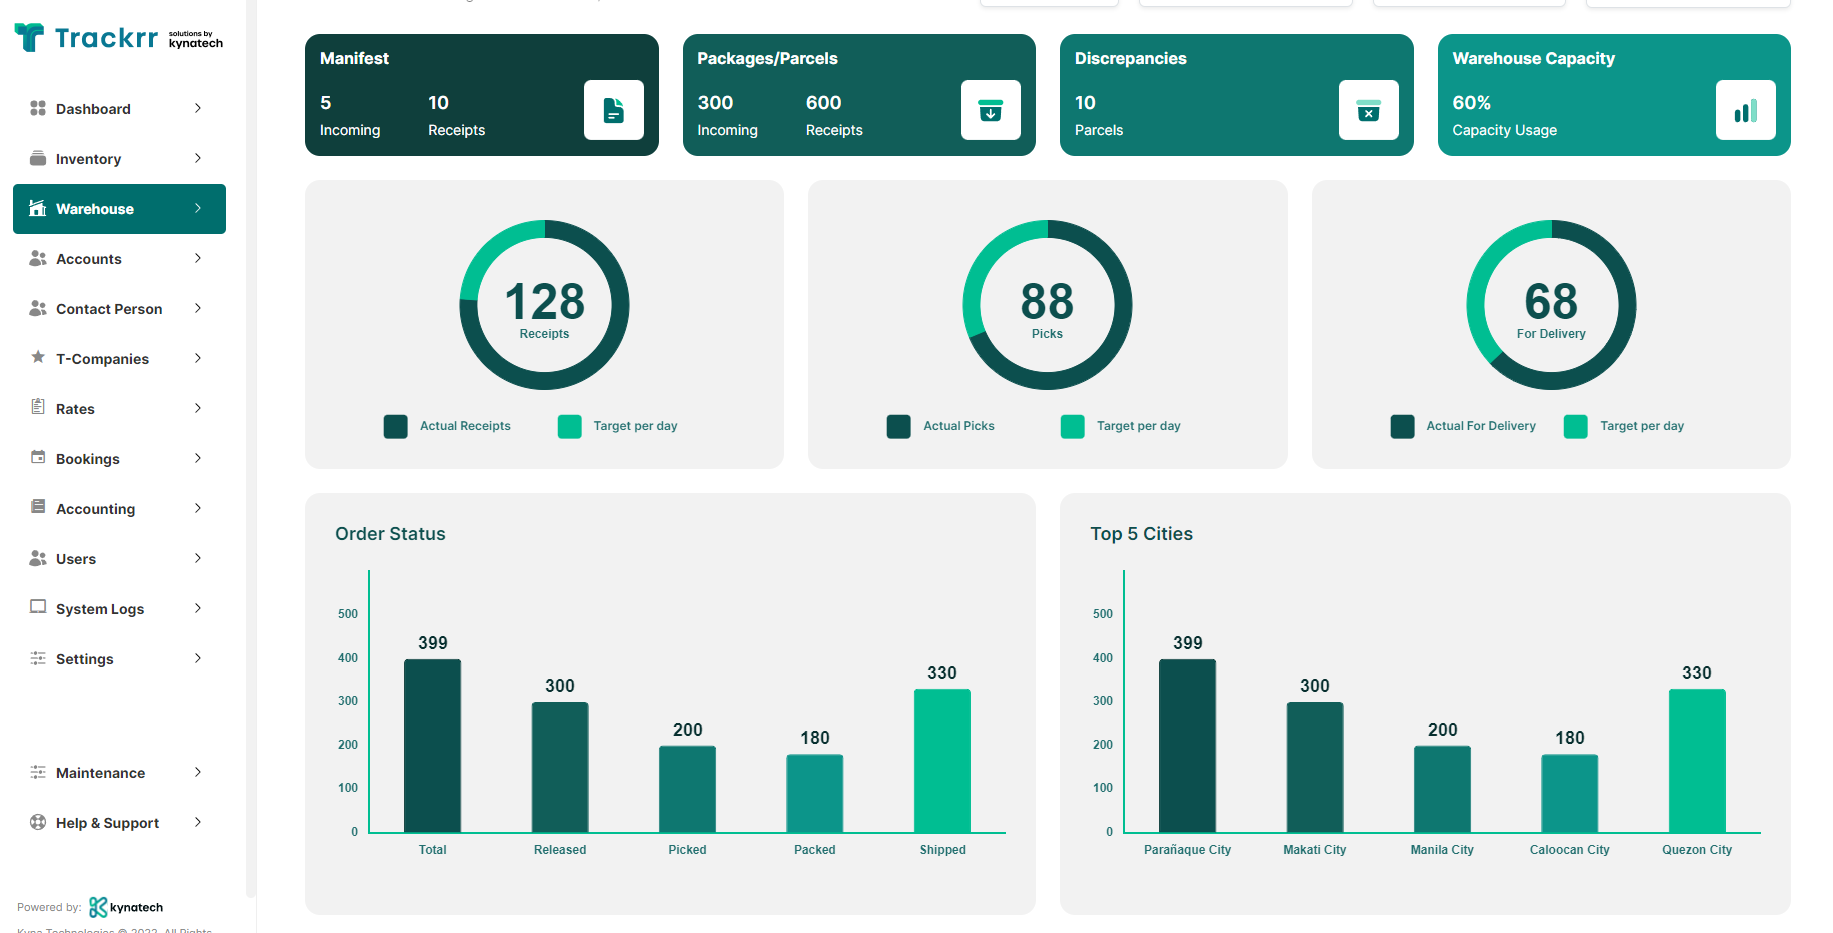 Trackrr
solutions by
kynatech
Dashboard
Inventory
Warehouse
Accounts
Contact Person
T-Companies
Rates
Bookings
Accounting
Users
System Logs
Settings
Maintenance
Help & Support
Powered by: kynatech
Manifest
5 10
Incoming Receipts
Packages/Parcels
300 600
Incoming Receipts
Discrepancies
10
Parcels
Warehouse Capacity
60%
Capacity Usage
128
Receipts
Actual Receipts Target per day
88
Picks
Actual Picks Target per day
68
For Delivery
Actual For Delivery Target per day
Order Status
500
400
300
200
100
0
399
300
200
180
330
Total Released Picked Packed Shipped
Top 5 Cities
500
400
300
200
100
0
399
300
200
180
330
Parañaque City Makati City Manila City Caloocan City Quezon City